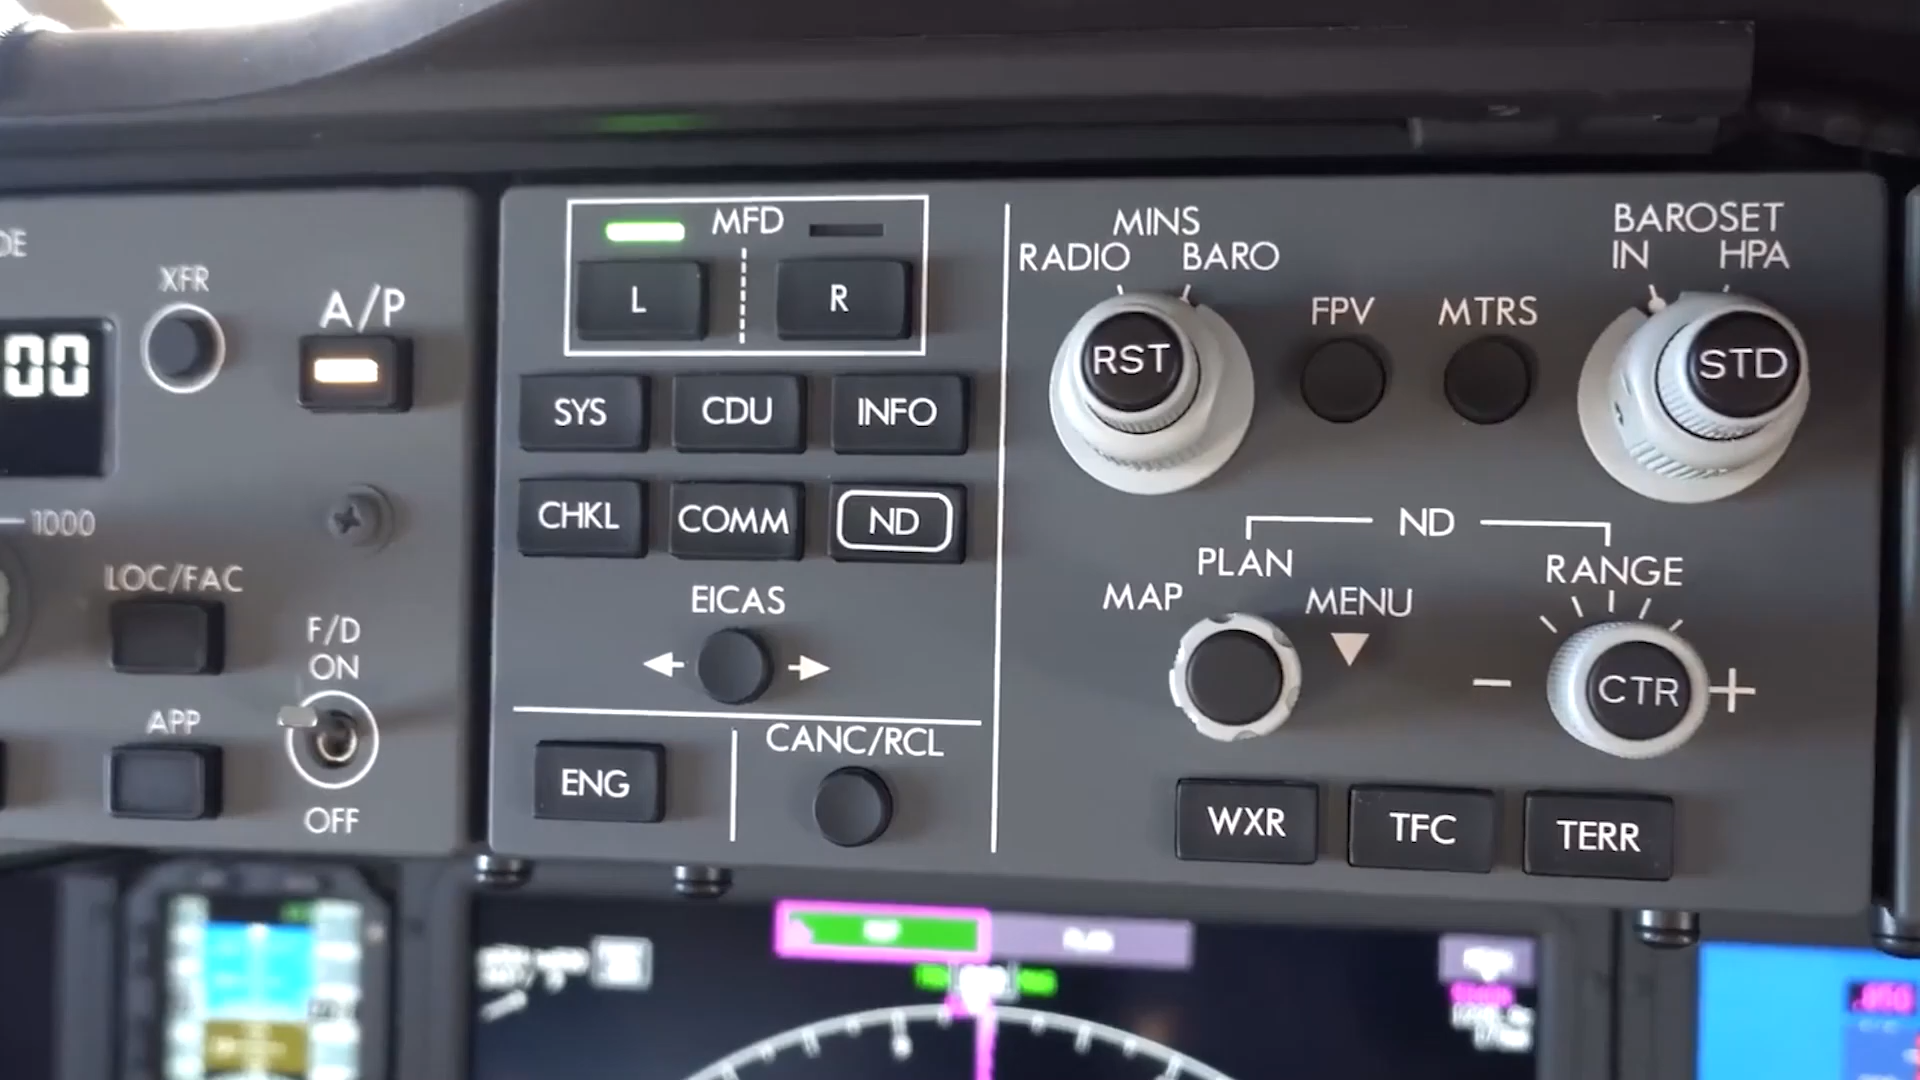 DE
XFR
A/P
00
1000
LOC/FAC
F/D
ON
APP
OFF
MFD
L
R
SYS
CDU
INFO
CHKL
COMM
ND
EICAS
ENG
CANC/RCL
MINS
RADIO
BARO
RST
FPV
MTRS
BAROSET
IN
HPA
STD
ND
PLAN
MAP
MENU
RANGE
− CTR +
WXR
TFC
TERR